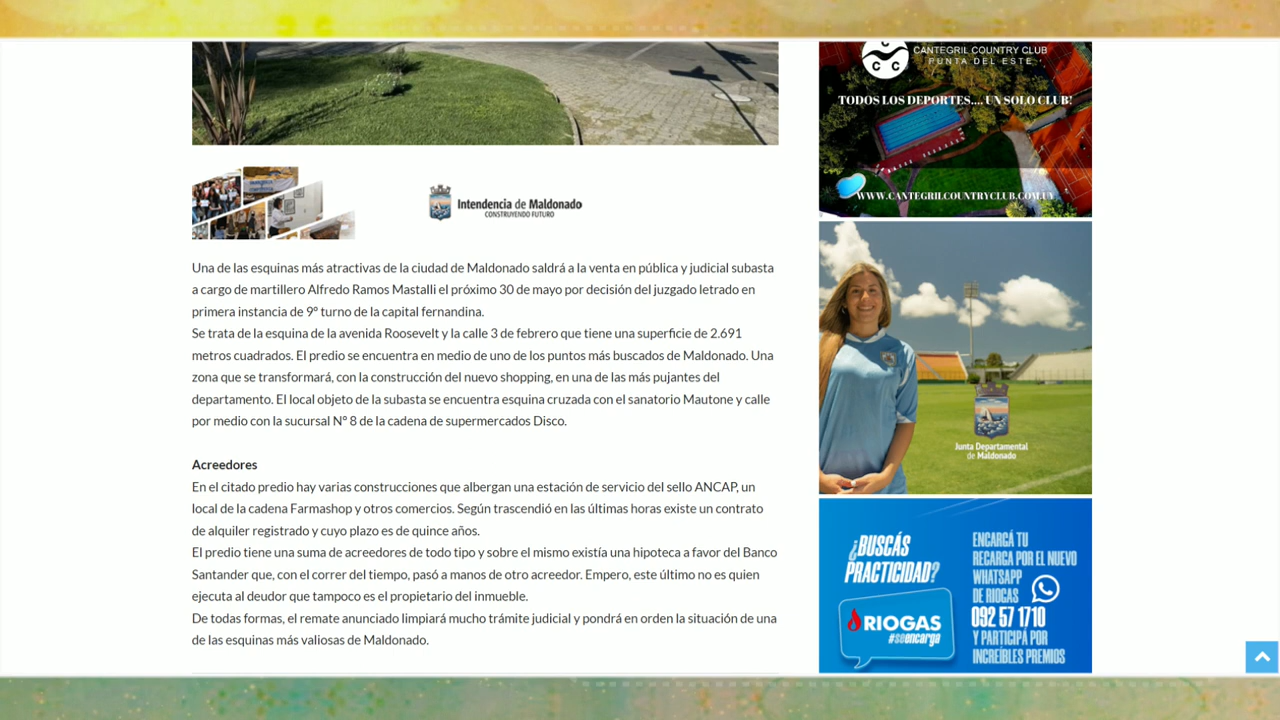 Intendencia de Maldonado
CONSTRUYENDO FUTURO
Una de las esquinas más atractivas de la ciudad de Maldonado saldrá a la venta en pública y judicial subasta
a cargo de martillero Alfredo Ramos Mastalli el próximo 30 de mayo por decisión del juzgado letrado en
primera instancia de 9º turno de la capital fernandina.
Se trata de la esquina de la avenida Roosevelt y la calle 3 de febrero que tiene una superficie de 2.691
metros cuadrados. El predio se encuentra en medio de uno de los puntos más buscados de Maldonado. Una
zona que se transformará, con la construcción del nuevo shopping, en una de las más pujantes del
departamento. El local objeto de la subasta se encuentra esquina cruzada con el sanatorio Mautone y calle
por medio con la sucursal Nº 8 de la cadena de supermercados Disco.
Acreedores
En el citado predio hay varias construcciones que albergan una estación de servicio del sello ANCAP, un
local de la cadena Farmashop y otros comercios. Según trascendió en las últimas horas existe un contrato
de alquiler registrado y cuyo plazo es de quince años.
El predio tiene una suma de acreedores de todo tipo y sobre el mismo existía una hipoteca a favor del Banco
Santander que, con el correr del tiempo, pasó a manos de otro acreedor. Empero, este último no es quien
ejecuta al deudor que tampoco es el propietario del inmueble.
De todas formas, el remate anunciado limpiará mucho trámite judicial y pondrá en orden la situación de una
de las esquinas más valiosas de Maldonado.
C C
CANTEGRIL COUNTRY CLUB
PUNTA DEL ESTE
TODOS LOS DEPORTES.... UN SOLO CLUB!
WWW.CANTEGRILCOUNTRYCLUB.COM.UY
Junta Departamental
de Maldonado
¿BUSCÁS
PRACTICIDAD?
RIOGAS
#seencarga
ENCARGÁ TU
RECARGA POR EL NUEVO
WHATSAPP
DE RIOGAS
092 57 1710
Y PARTICIPÁ POR
INCREÍBLES PREMIOS